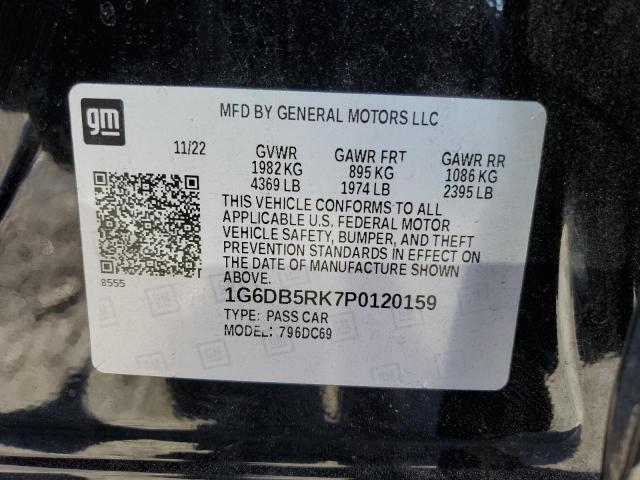 gm
MFD BY GENERAL MOTORS LLC
11/22 GVWR GAWR FRT GAWR RR
1982 KG 895 KG 1086 KG
4369 LB 1974 LB 2395 LB
THIS VEHICLE CONFORMS TO ALL
APPLICABLE U.S. FEDERAL MOTOR
VEHICLE SAFETY, BUMPER, AND THEFT
PREVENTION STANDARDS IN EFFECT ON
THE DATE OF MANUFACTURE SHOWN
ABOVE.
8555
1G6DB5RK7P0120159
TYPE: PASS CAR
MODEL: 796DC69